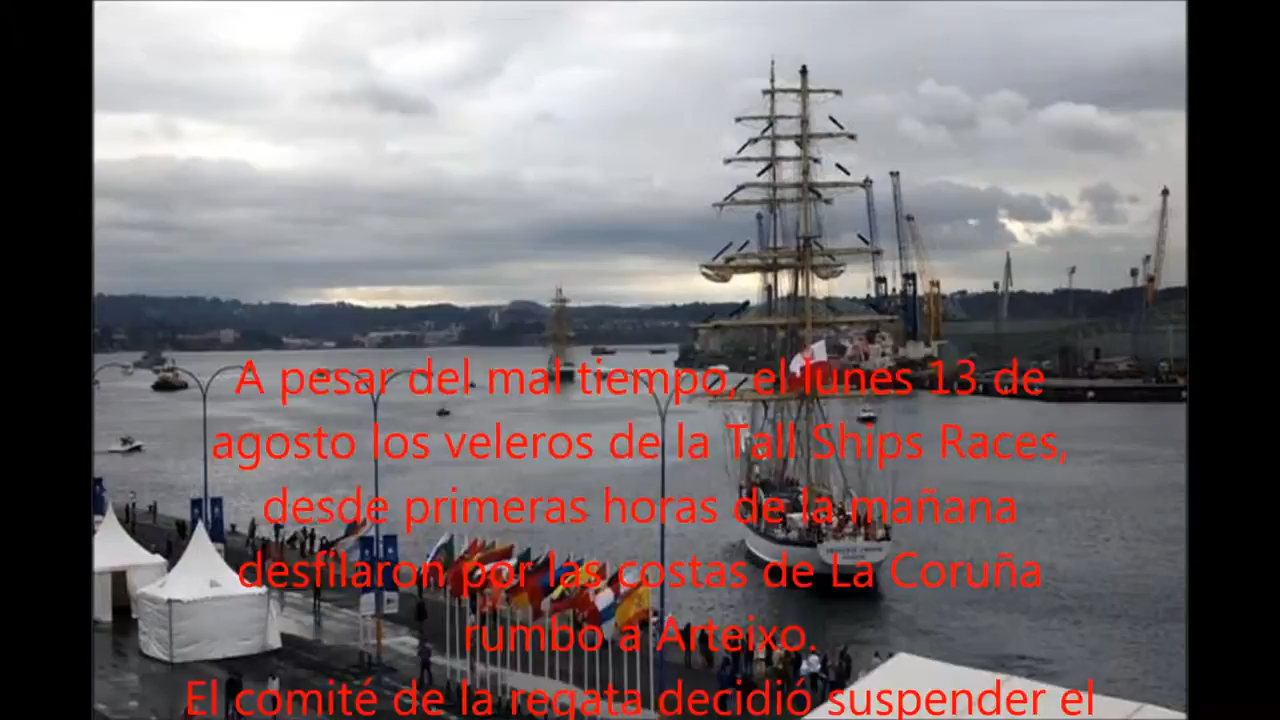 A pesar del mal tiempo, el lunes 13 de
agosto los veleros de la Tall Ships Races,
desde primeras horas de la mañana
desfilaron por las costas de La Coruña
rumbo a Arteixo.
El comité de la regata decidió suspender el